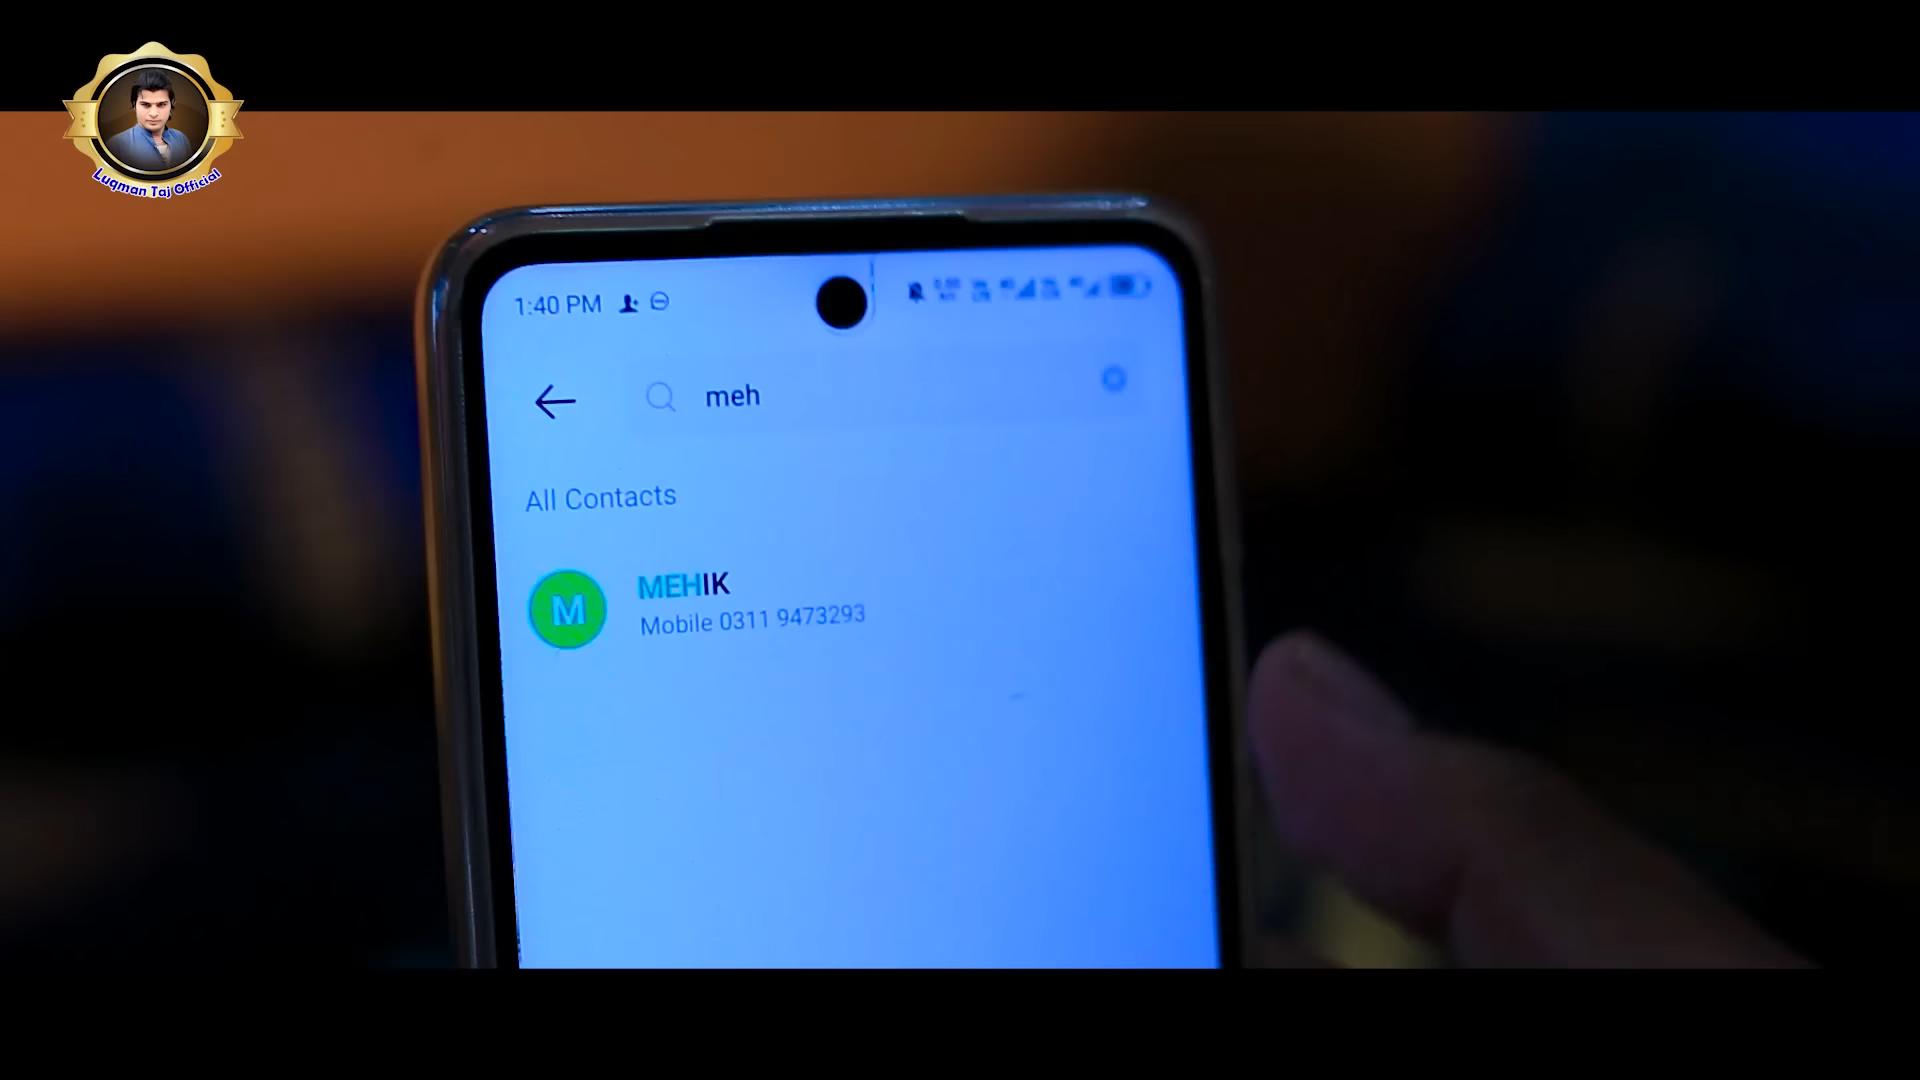 Luqman Taj Official
1:40 PM
meh
All Contacts
M
MEHIK
Mobile 0311 9473293